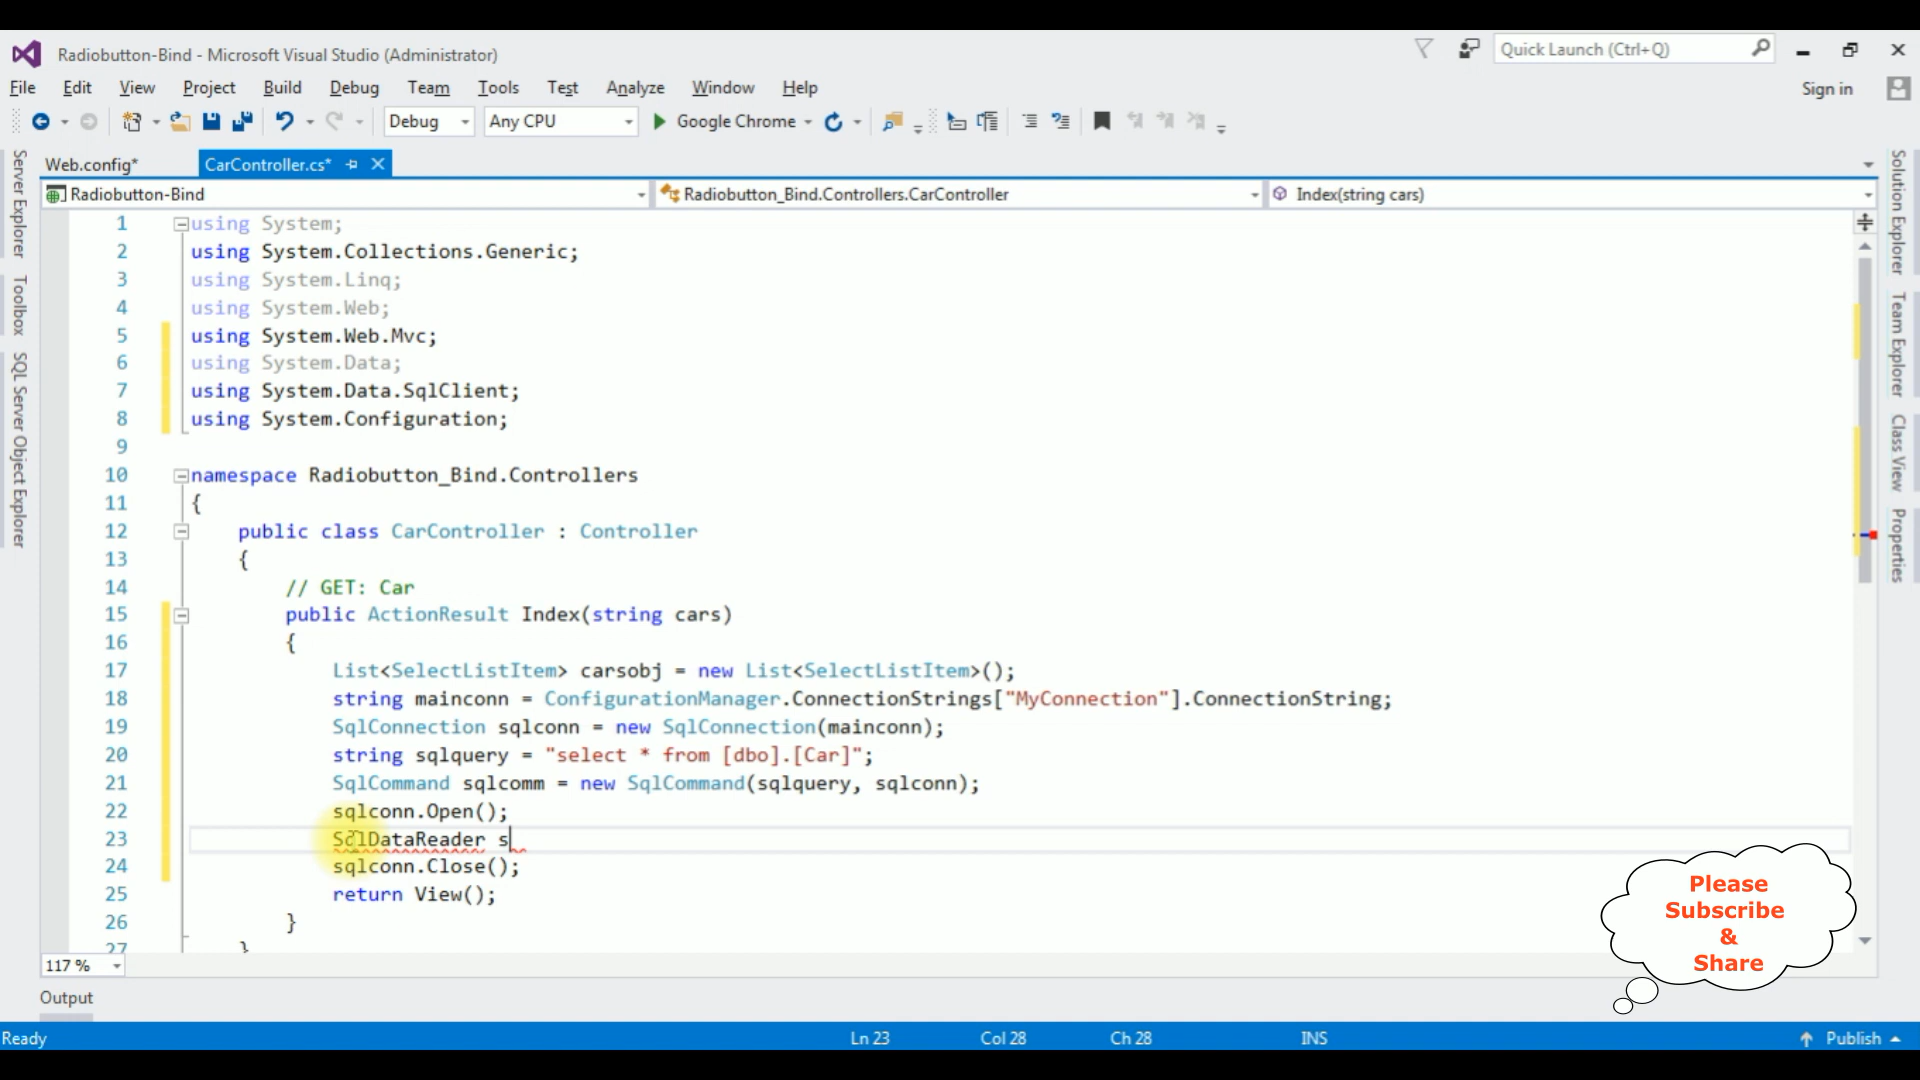 Radiobutton-Bind - Microsoft Visual Studio (Administrator)
Quick Launch (Ctrl+Q)
File Edit View Project Build Debug Team Tools Test Analyze Window Help
Sign in
Debug Any CPU Google Chrome
Web.config* CarController.cs*
Radiobutton-Bind Radiobutton_Bind.Controllers.CarController Index(string cars)
Server Explorer
Toolbox
SQL Server Object Explorer
1 using System;
2 using System.Collections.Generic;
3 using System.Linq;
4 using System.Web;
5 using System.Web.Mvc;
6 using System.Data;
7 using System.Data.SqlClient;
8 using System.Configuration;
9
10 namespace Radiobutton_Bind.Controllers
11 {
12 public class CarController : Controller
13 {
14 // GET: Car
15 public ActionResult Index(string cars)
16 {
17 List<SelectListItem> carsobj = new List<SelectListItem>();
18 string mainconn = ConfigurationManager.ConnectionStrings["MyConnection"].ConnectionString;
19 SqlConnection sqlconn = new SqlConnection(mainconn);
20 string sqlquery = "select * from [dbo].[Car]";
21 SqlCommand sqlcomm = new SqlCommand(sqlquery, sqlconn);
22 sqlconn.Open();
23 SqlDataReader s
24 sqlconn.Close();
25 return View();
26 }
27 }
Solution Explorer
Team Explorer
Class View
Properties
Please
Subscribe
&
Share
117 %
Output
Ready Ln 23 Col 28 Ch 28 INS Publish